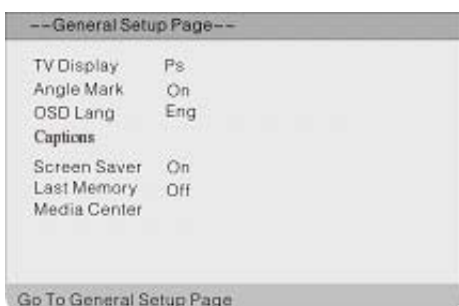 --General Setup Page--
TV Display Ps
Angle Mark On
OSD Lang Eng
Captions
Screen Saver On
Last Memory Off
Media Center
Go To General Setup Page